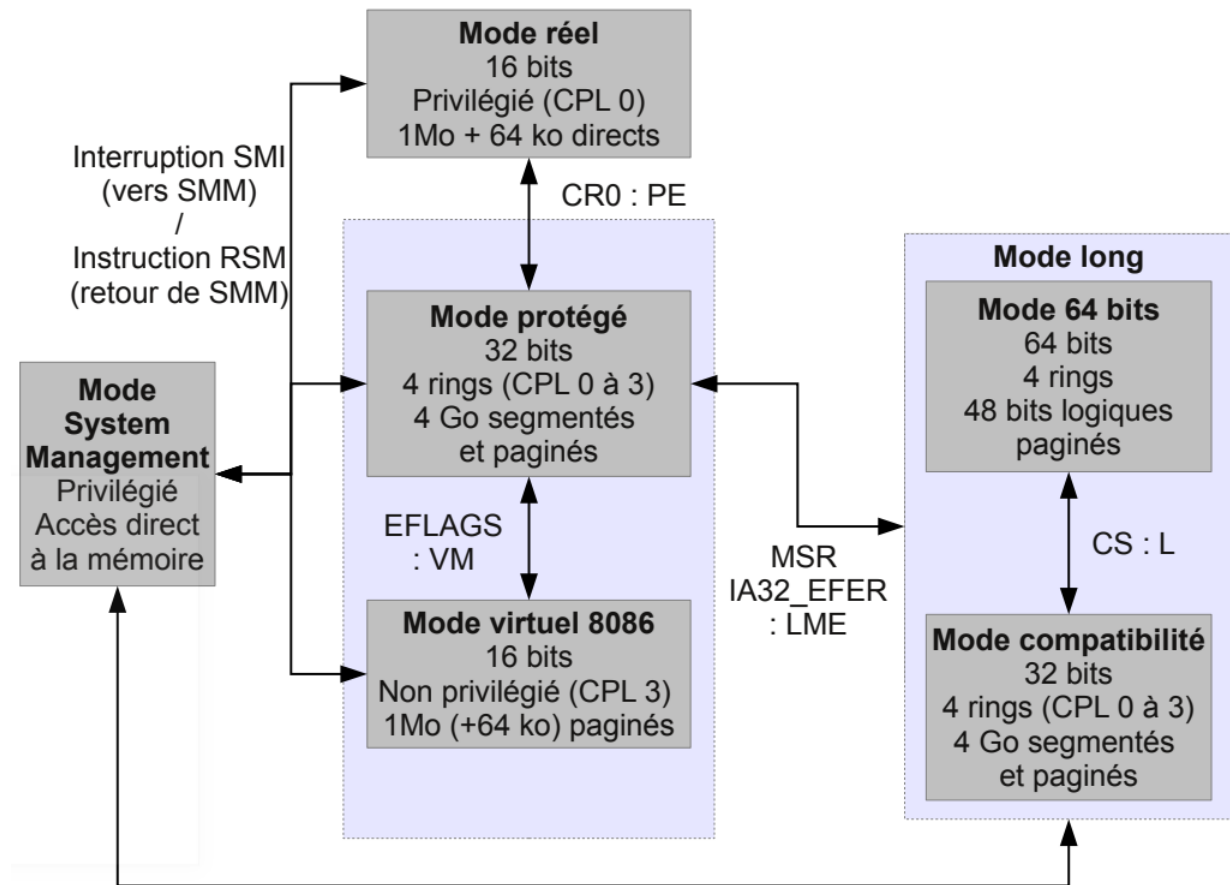 Mode réel
16 bits
Privilégié (CPL 0)
1Mo + 64 ko directs
Interruption SMI
(vers SMM)
/
Instruction RSM
(retour de SMM)
CR0 : PE
Mode protégé
32 bits
4 rings (CPL 0 à 3)
4 Go segmentés
et paginés
Mode
System
Management
Privilégié
Accès direct
à la mémoire
EFLAGS
: VM
Mode virtuel 8086
16 bits
Non privilégié (CPL 3)
1Mo (+64 ko) paginés
MSR
IA32_EFER
: LME
Mode long
Mode 64 bits
64 bits
4 rings
48 bits logiques
paginés
CS : L
Mode compatibilité
32 bits
4 rings (CPL 0 à 3)
4 Go segmentés
et paginés